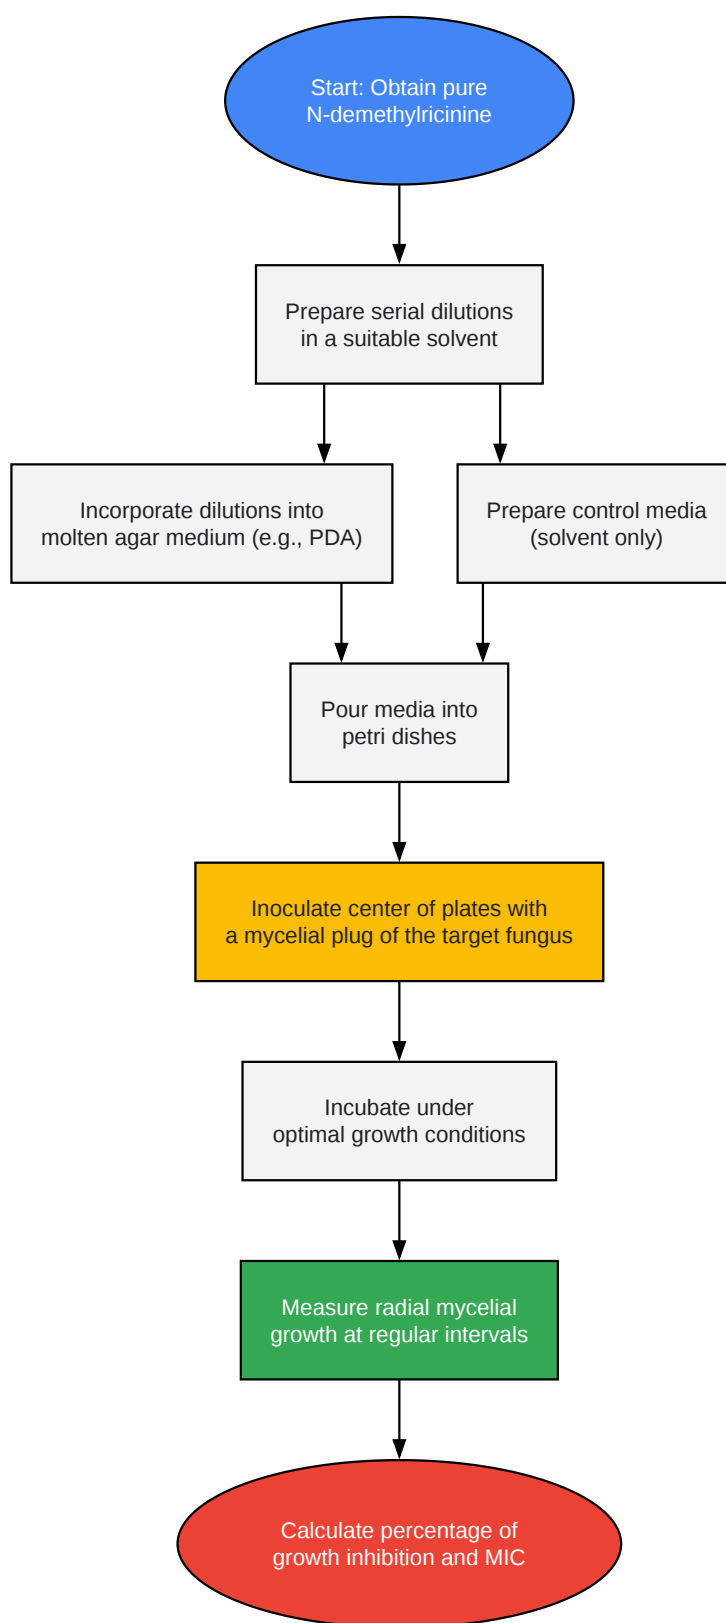 Start: Obtain pure
N-demethylricinine
Prepare serial dilutions
in a suitable solvent
Incorporate dilutions into
molten agar medium (e.g., PDA)
Prepare control media
(solvent only)
Pour media into
petri dishes
Inoculate center of plates with
a mycelial plug of the target fungus
Incubate under
optimal growth conditions
Measure radial mycelial
growth at regular intervals
Calculate percentage of
growth inhibition and MIC